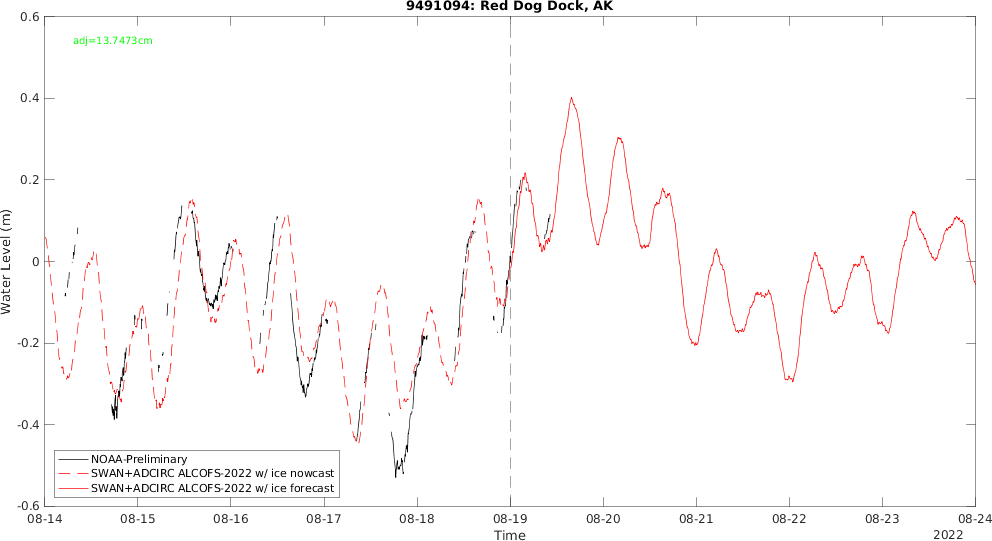 9491094: Red Dog Dock, AK
adj=13.7473cm
Water Level (m)
0.6
0.4
0.2
0
-0.2
-0.4
-0.6
NOAA-Preliminary
SWAN+ADCIRC ALCOFS-2022 w/ ice nowcast
SWAN+ADCIRC ALCOFS-2022 w/ ice forecast
08-14 08-15 08-16 08-17 08-18 08-19 08-20 08-21 08-22 08-23 08-24
Time
2022